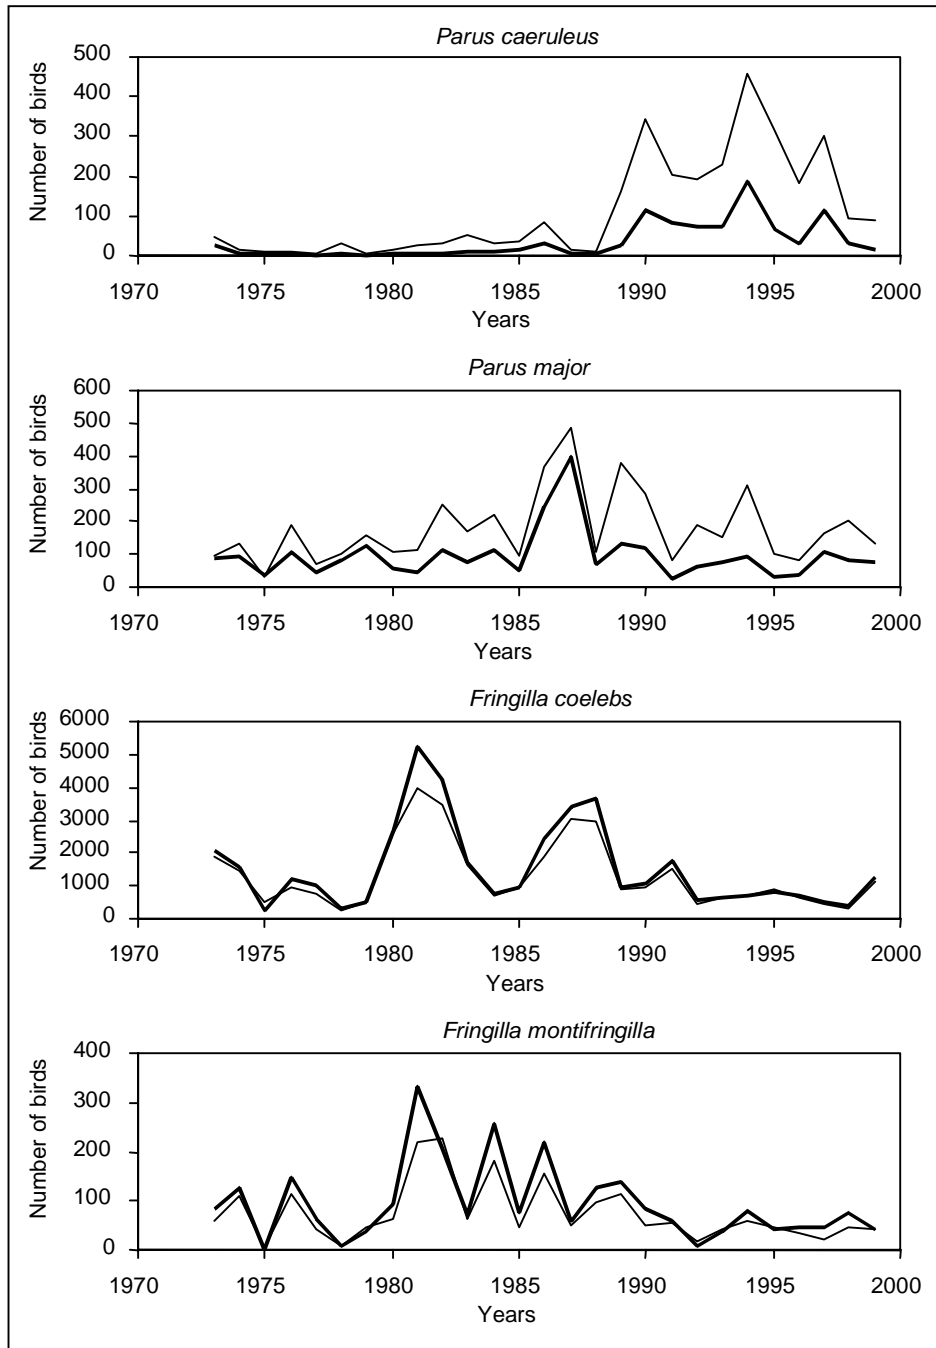 Parus caeruleus
Number of birds
500
400
300
200
100
0
1970 1975 1980 1985 1990 1995 2000
Years
Parus major
Number of birds
600
500
400
300
200
100
0
1970 1975 1980 1985 1990 1995 2000
Years
Fringilla coelebs
Number of birds
6000
5000
4000
3000
2000
1000
0
1970 1975 1980 1985 1990 1995 2000
Years
Fringilla montifringilla
Number of birds
400
300
200
100
0
1970 1975 1980 1985 1990 1995 2000
Years